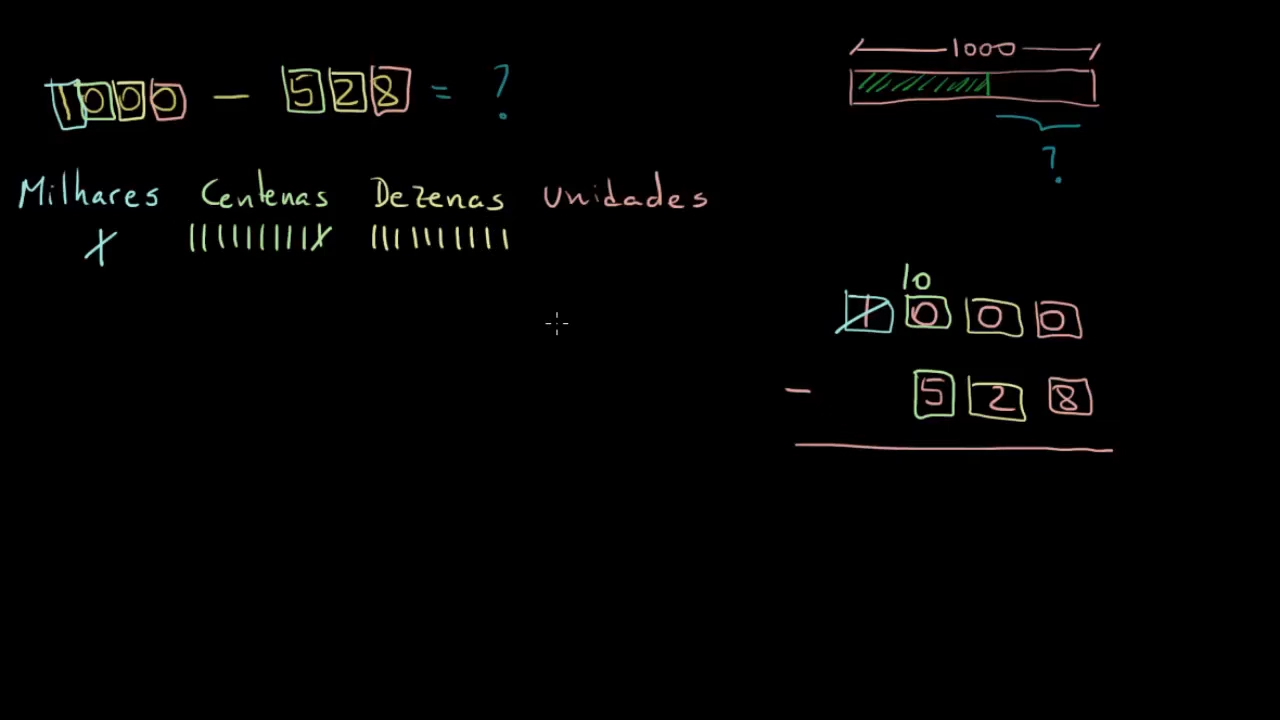 1000 - 528 = ?
1000
?
Milhares Centenas Dezenas Unidades
10
1000
- 528